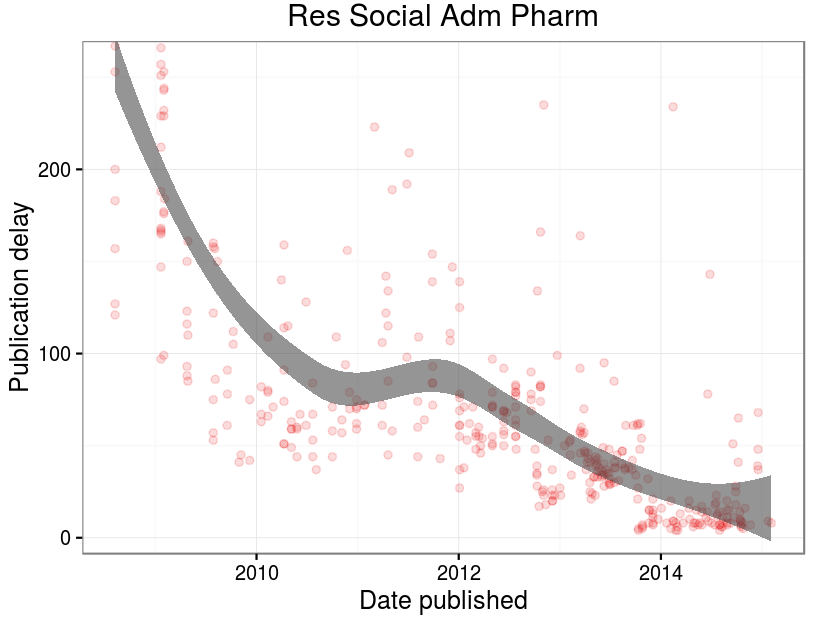 Res Social Adm Pharm
Publication delay
200
100
0
2010
2012
2014
Date published